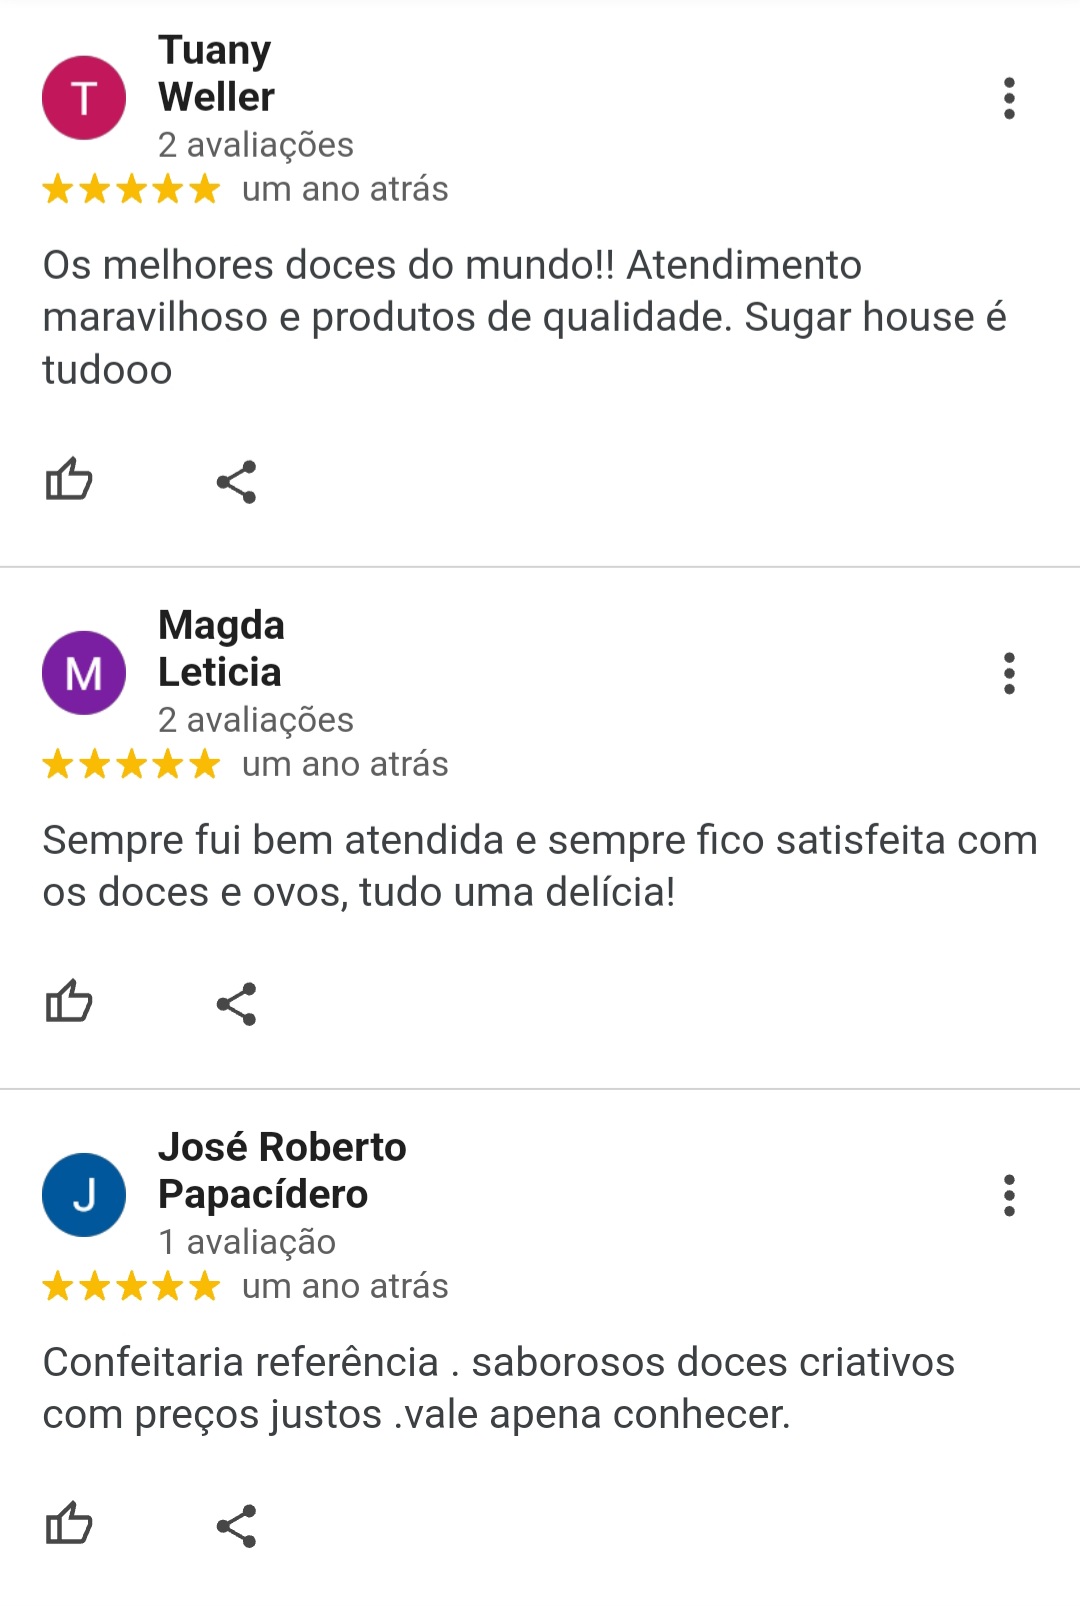 T
Tuany
Weller
2 avaliações
um ano atrás
Os melhores doces do mundo!! Atendimento
maravilhoso e produtos de qualidade. Sugar house é
tudooo
M
Magda
Leticia
2 avaliações
um ano atrás
Sempre fui bem atendida e sempre fico satisfeita com
os doces e ovos, tudo uma delícia!
J
José Roberto
Papacídero
1 avaliação
um ano atrás
Confeitaria referência . saborosos doces criativos
com preços justos .vale apena conhecer.